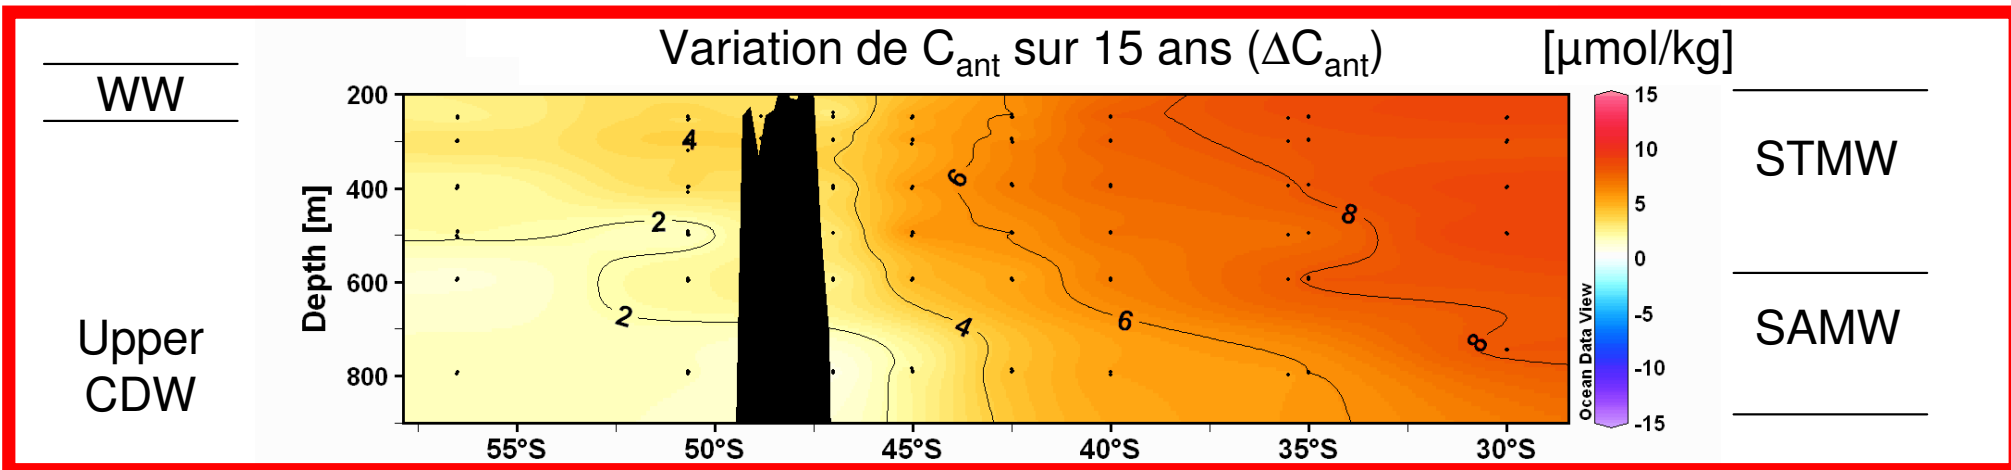 Variation de Cant sur 15 ans (ΔCant) [µmol/kg]
WW
Upper
CDW
Depth [m]
200
400
600
800
55°S 50°S 45°S 40°S 35°S 30°S
4
2
2
6
4
6
8
8
Ocean Data View
15
10
5
0
-5
-10
-15
STMW
SAMW